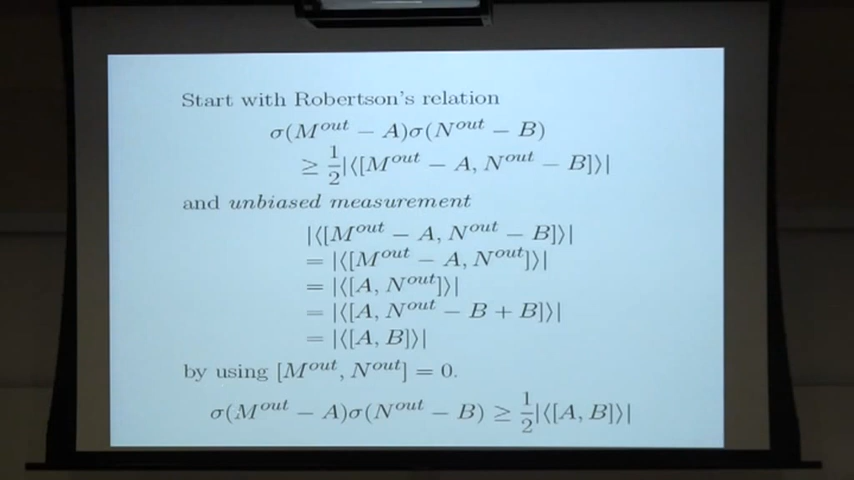 Start with Robertson's relation
σ(M^out − A)σ(N^out − B)
≥ 1/2|⟨[M^out − A, N^out − B]⟩|
and unbiased measurement
|⟨[M^out − A, N^out − B]⟩|
= |⟨[M^out − A, N^out]⟩|
= |⟨[A, N^out]⟩|
= |⟨[A, N^out − B + B]⟩|
= |⟨[A, B]⟩|
by using [M^out, N^out] = 0.
σ(M^out − A)σ(N^out − B) ≥ 1/2|⟨[A, B]⟩|